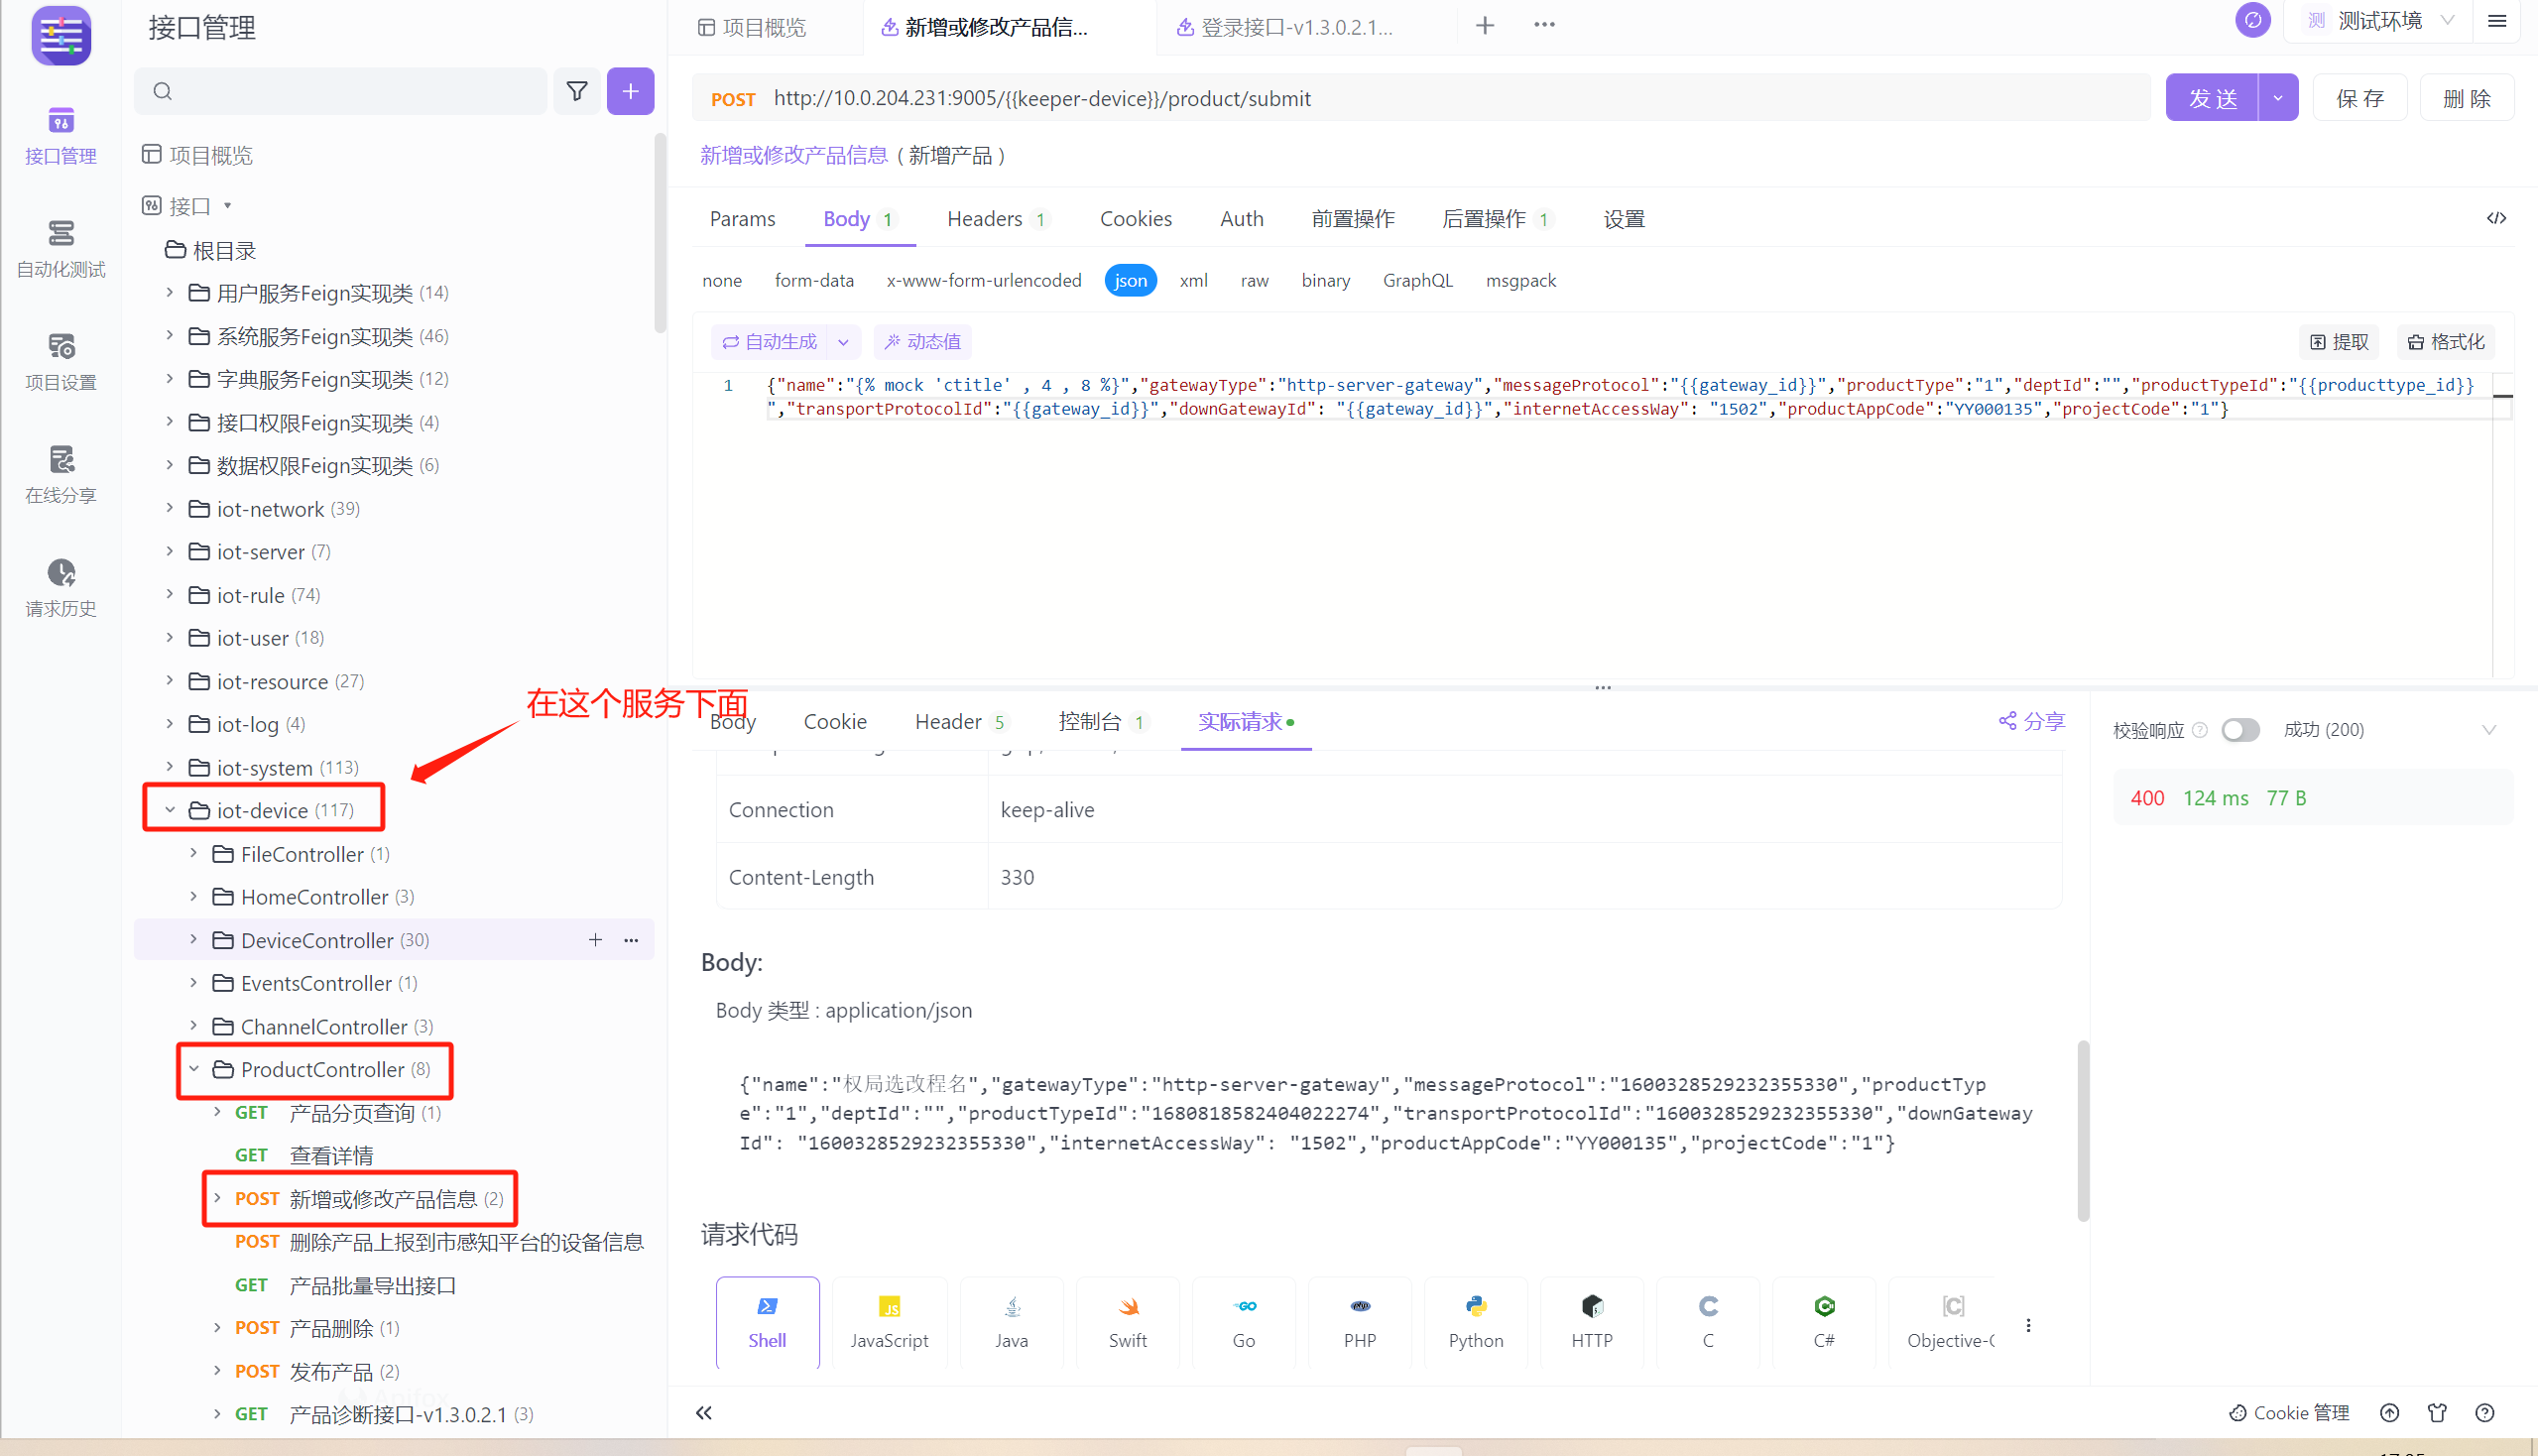 接口管理
自动化测试
项目设置
在线分享
请求历史
接口管理
项目概览
接口
根目录
用户服务Feign实现类 (14)
系统服务Feign实现类 (46)
字典服务Feign实现类 (12)
接口权限Feign实现类 (4)
数据权限Feign实现类 (6)
iot-network (39)
iot-server (7)
iot-rule (74)
iot-user (18)
iot-resource (27)
iot-log (4)
iot-system (113)
iot-device (117)
在这个服务下面
FileController (1)
HomeController (3)
DeviceController (30)
EventsController (1)
ChannelController (3)
ProductController (8)
GET 产品分页查询 (1)
GET 查看详情
POST 新增或修改产品信息 (2)
POST 删除产品上报到市感知平台的设备信息
GET 产品批量导出接口
POST 产品删除 (1)
POST 发布产品 (2)
GET 产品诊断接口-v1.3.0.2.1 (3)
项目概览 新增或修改产品信... 登录接口-v1.3.0.2.1...
测 测试环境
POST http://10.0.204.231:9005/{{keeper-device}}/product/submit
发送 保存 删除
新增或修改产品信息 ( 新增产品 )
Params Body 1 Headers 1 Cookies Auth 前置操作 后置操作 1 设置
none form-data x-www-form-urlencoded json xml raw binary GraphQL msgpack
自动生成 动态值 提取 格式化
1 {"name":"{% mock 'ctitle' , 4 , 8 %}","gatewayType":"http-server-gateway","messageProtocol":"{{gateway_id}}","productType":"1","deptId":"","productTypeId":"{{producttype_id}}
","transportProtocolId":"{{gateway_id}}","downGatewayId": "{{gateway_id}}","internetAccessWay": "1502","productAppCode":"YY000135","projectCode":"1"}
Body Cookie Header 5 控制台 1 实际请求 分享
校验响应 成功 (200)
400 124 ms 77 B
Connection keep-alive
Content-Length 330
Body:
Body 类型 : application/json
{"name":"权局选改程名","gatewayType":"http-server-gateway","messageProtocol":"1600328529232355330","productTyp
e":"1","deptId":"","productTypeId":"1680818582404022274","transportProtocolId":"1600328529232355330","downGateway
Id": "1600328529232355330","internetAccessWay": "1502","productAppCode":"YY000135","projectCode":"1"}
请求代码
Shell JavaScript Java Swift Go PHP Python HTTP C C# Objective-C
Cookie 管理